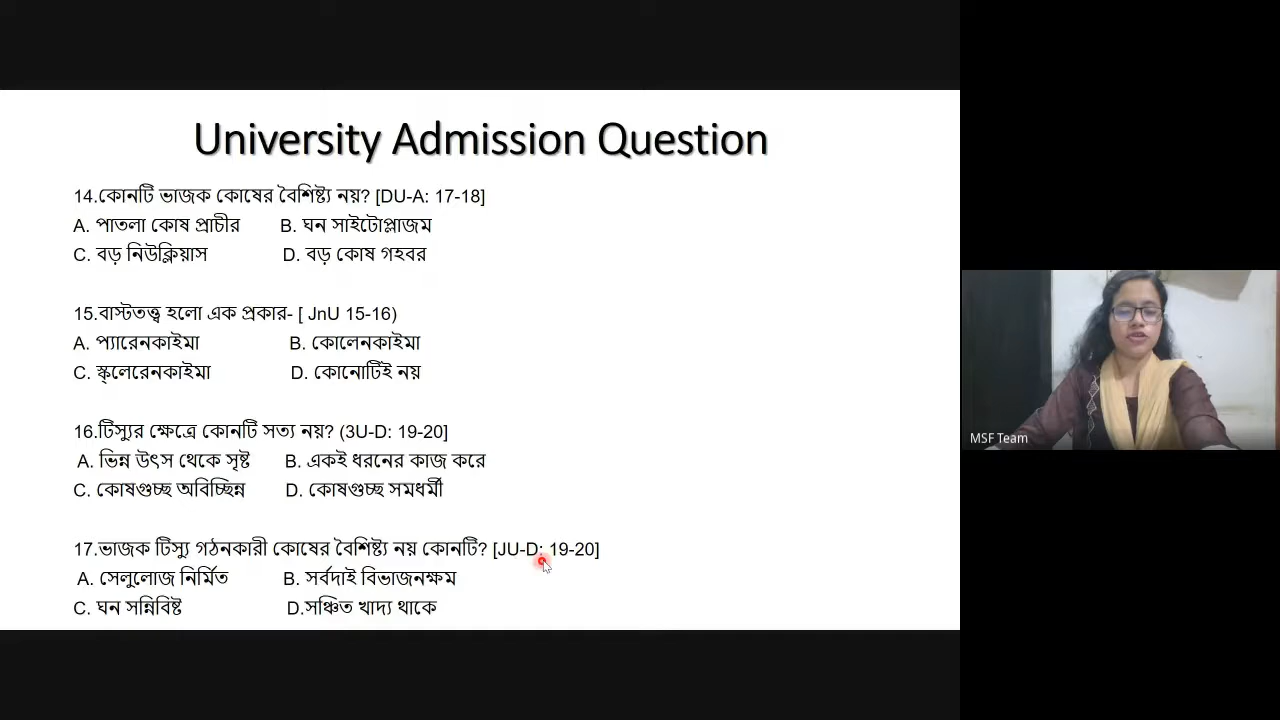 University Admission Question
14.কোনটি ভাজক কোষের বৈশিষ্ট্য নয়? [DU-A: 17-18]
A. পাতলা কোষ প্রাচীর B. ঘন সাইটোপ্লাজম
C. বড় নিউক্লিয়াস D. বড় কোষ গহবর
15.বাস্টতত্ত্ব হলো এক প্রকার- [ JnU 15-16)
A. প্যারেনকাইমা B. কোলেনকাইমা
C. স্ক্লেরেনকাইমা D. কোনোটিই নয়
16.টিস্যুর ক্ষেত্রে কোনটি সত্য নয়? (3U-D: 19-20]
A. ভিন্ন উৎস থেকে সৃষ্ট B. একই ধরনের কাজ করে
C. কোষগুচ্ছ অবিচ্ছিন্ন D. কোষগুচ্ছ সমধর্মী
17.ভাজক টিস্যু গঠনকারী কোষের বৈশিষ্ট্য নয় কোনটি? [JU-D: 19-20]
A. সেলুলোজ নির্মিত B. সর্বদাই বিভাজনক্ষম
C. ঘন সন্নিবিষ্ট D.সঞ্চিত খাদ্য থাকে
MSF Team